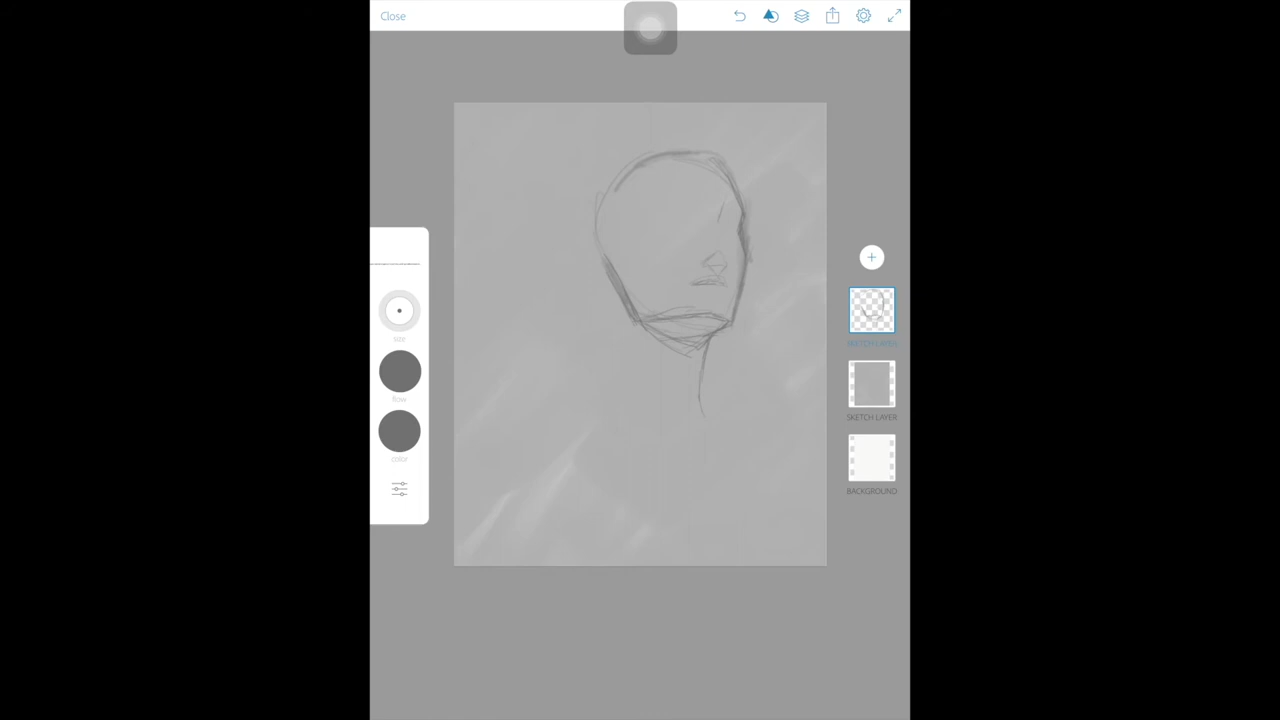 Close
size
flow
color
SKETCH LAYER
SKETCH LAYER
BACKGROUND